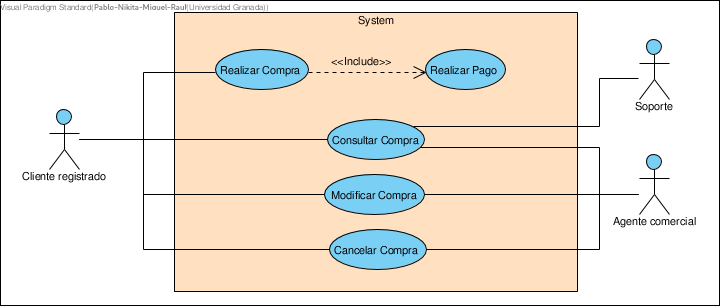 Visual Paradigm Standard(Pablo-Nikita-Miguel-Raul(Universidad Granada))
System
Realizar Compra
<<Include>>
Realizar Pago
Soporte
Consultar Compra
Cliente registrado
Modificar Compra
Agente comercial
Cancelar Compra